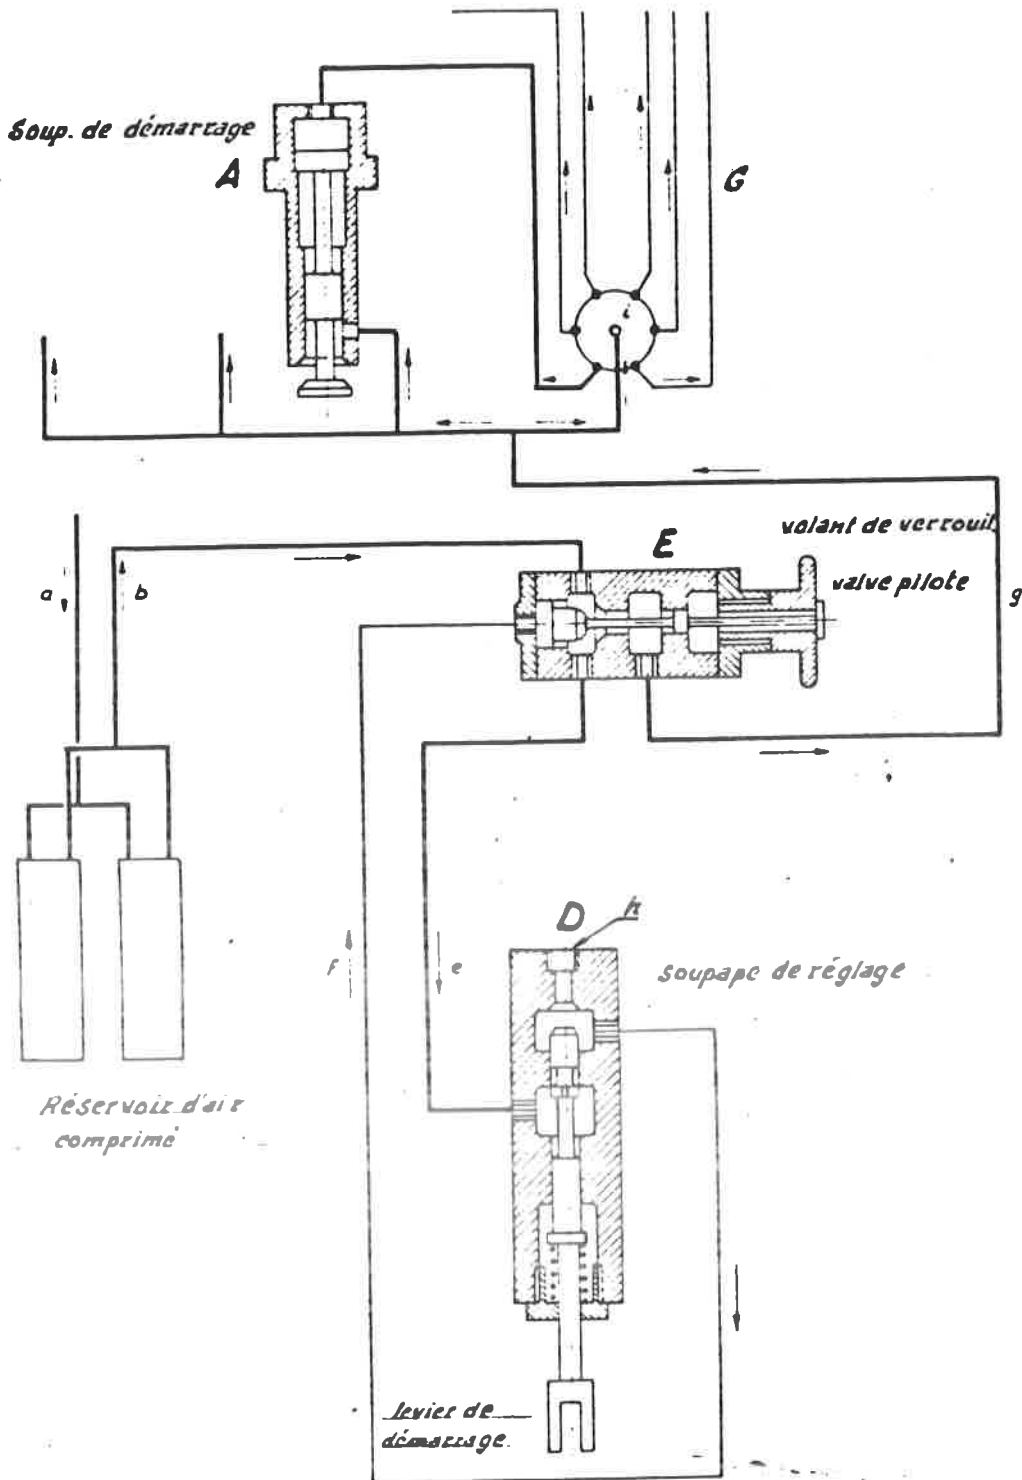 Soup. de démarrage
A
G
i
E
volant de verrouil.
valve pilote
a
b
g
D
h
f
e
Soupape de réglage
Réservoir d'air
comprimé
levier de
démarrage.